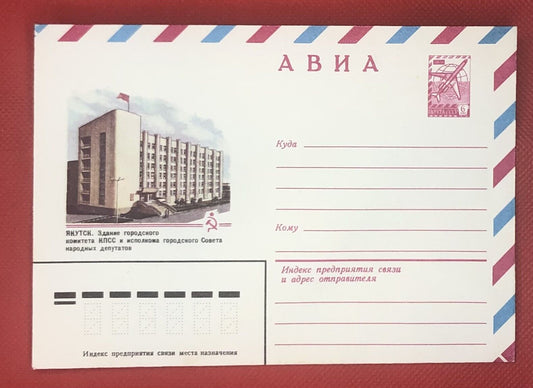 АВИА
6
Куда
ЯКУТСК. Здание городского
комитета КПСС и исполкома городского Совета
народных депутатов
Кому
Индекс предприятия связи
и адрес отправителя
Индекс предприятия связи места назначения